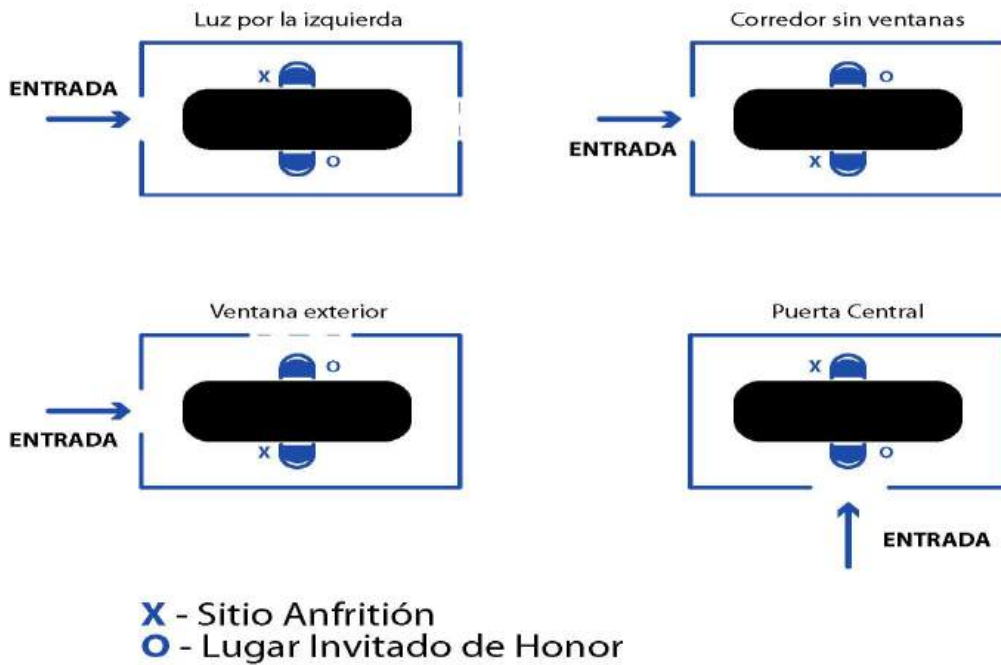 Luz por la izquierda
Corredor sin ventanas
X
O
ENTRADA
O
ENTRADA
X
Ventana exterior
Puerta Central
O
X
ENTRADA
X
O
ENTRADA
X - Sitio Anfritión
O - Lugar Invitado de Honor